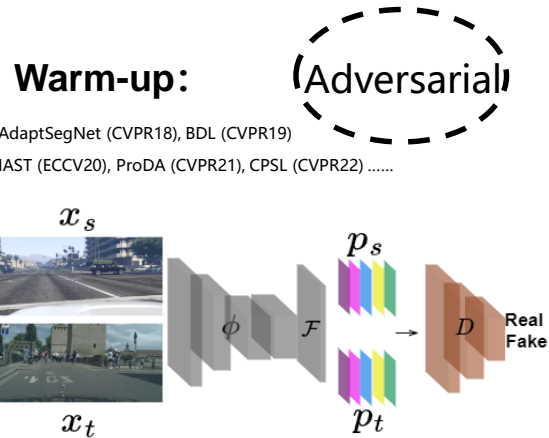 Warm-up： Adversarial
AdaptSegNet (CVPR18), BDL (CVPR19)
IAST (ECCV20), ProDA (CVPR21), CPSL (CVPR22) ......
x_s
p_s
ϕ
F
D
Real
Fake
x_t
p_t